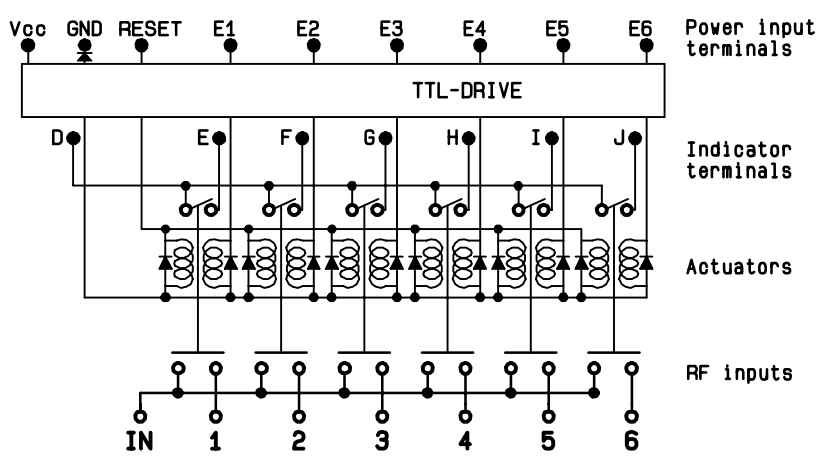 Vcc GND RESET E1 E2 E3 E4 E5 E6 Power input
terminals
TTL-DRIVE
D E F G H I J Indicator
terminals
Actuators
RF inputs
IN 1 2 3 4 5 6